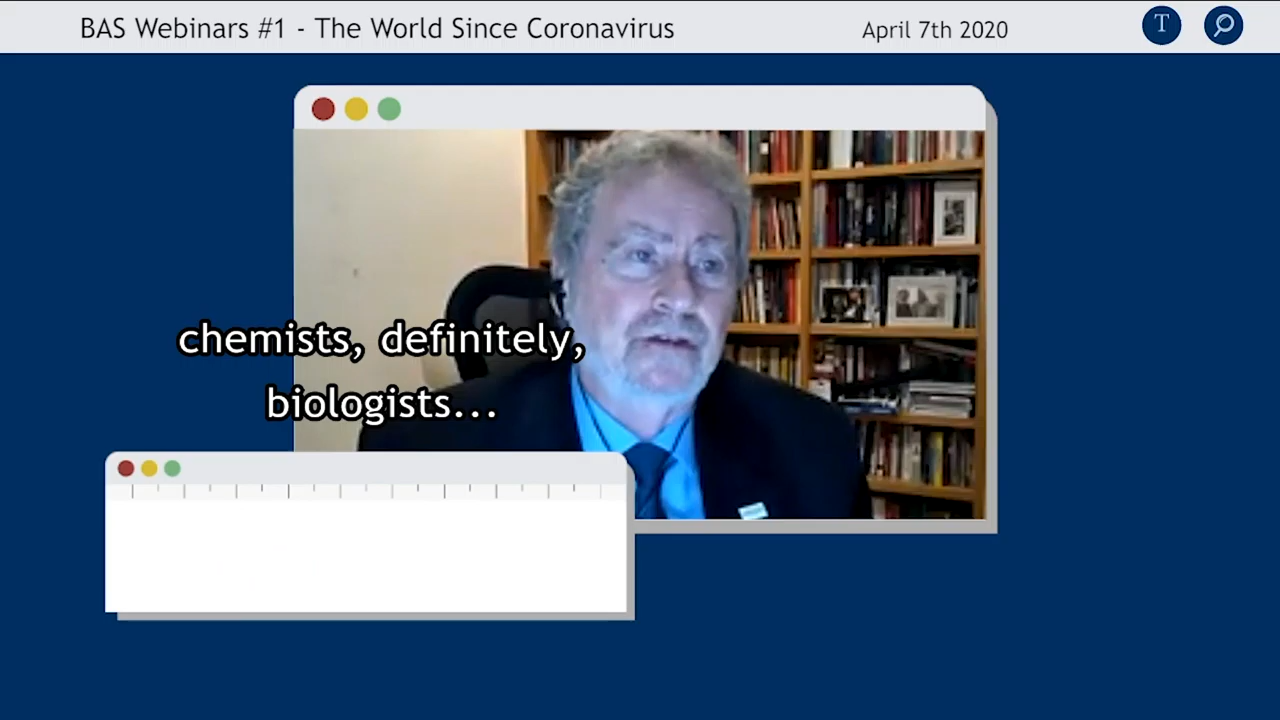 BAS Webinars #1 - The World Since Coronavirus
April 7th 2020
T
chemists, definitely,
biologists...